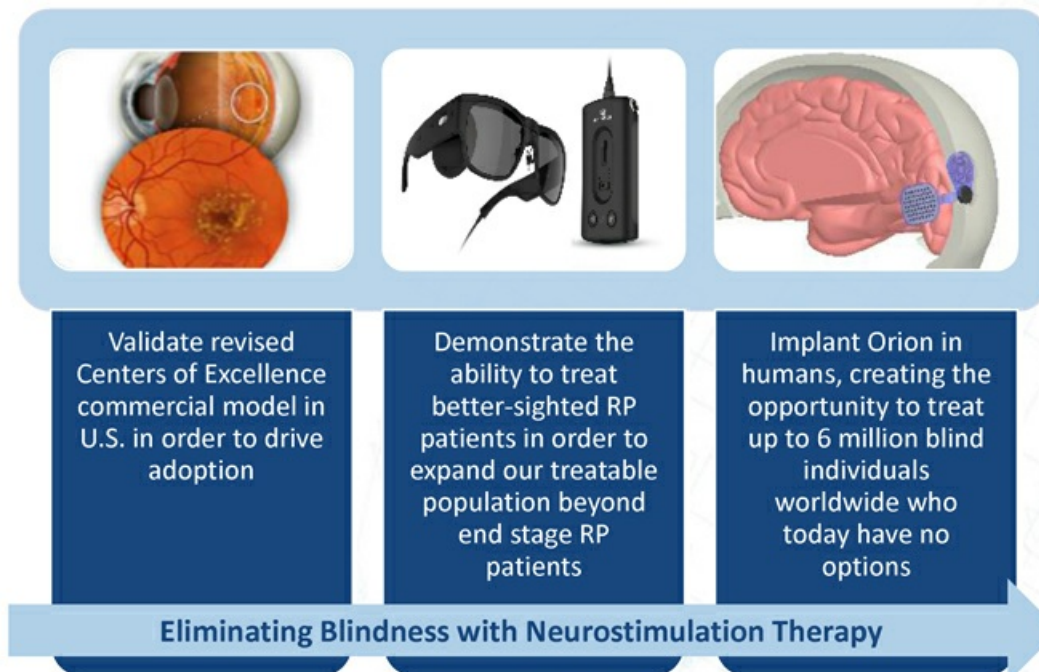 Validate revised
Centers of Excellence
commercial model in
U.S. in order to drive
adoption
Demonstrate the
ability to treat
better-sighted RP
patients in order to
expand our treatable
population beyond
end stage RP
patients
Implant Orion in
humans, creating the
opportunity to treat
up to 6 million blind
individuals
worldwide who
today have no
options
Eliminating Blindness with Neurostimulation Therapy